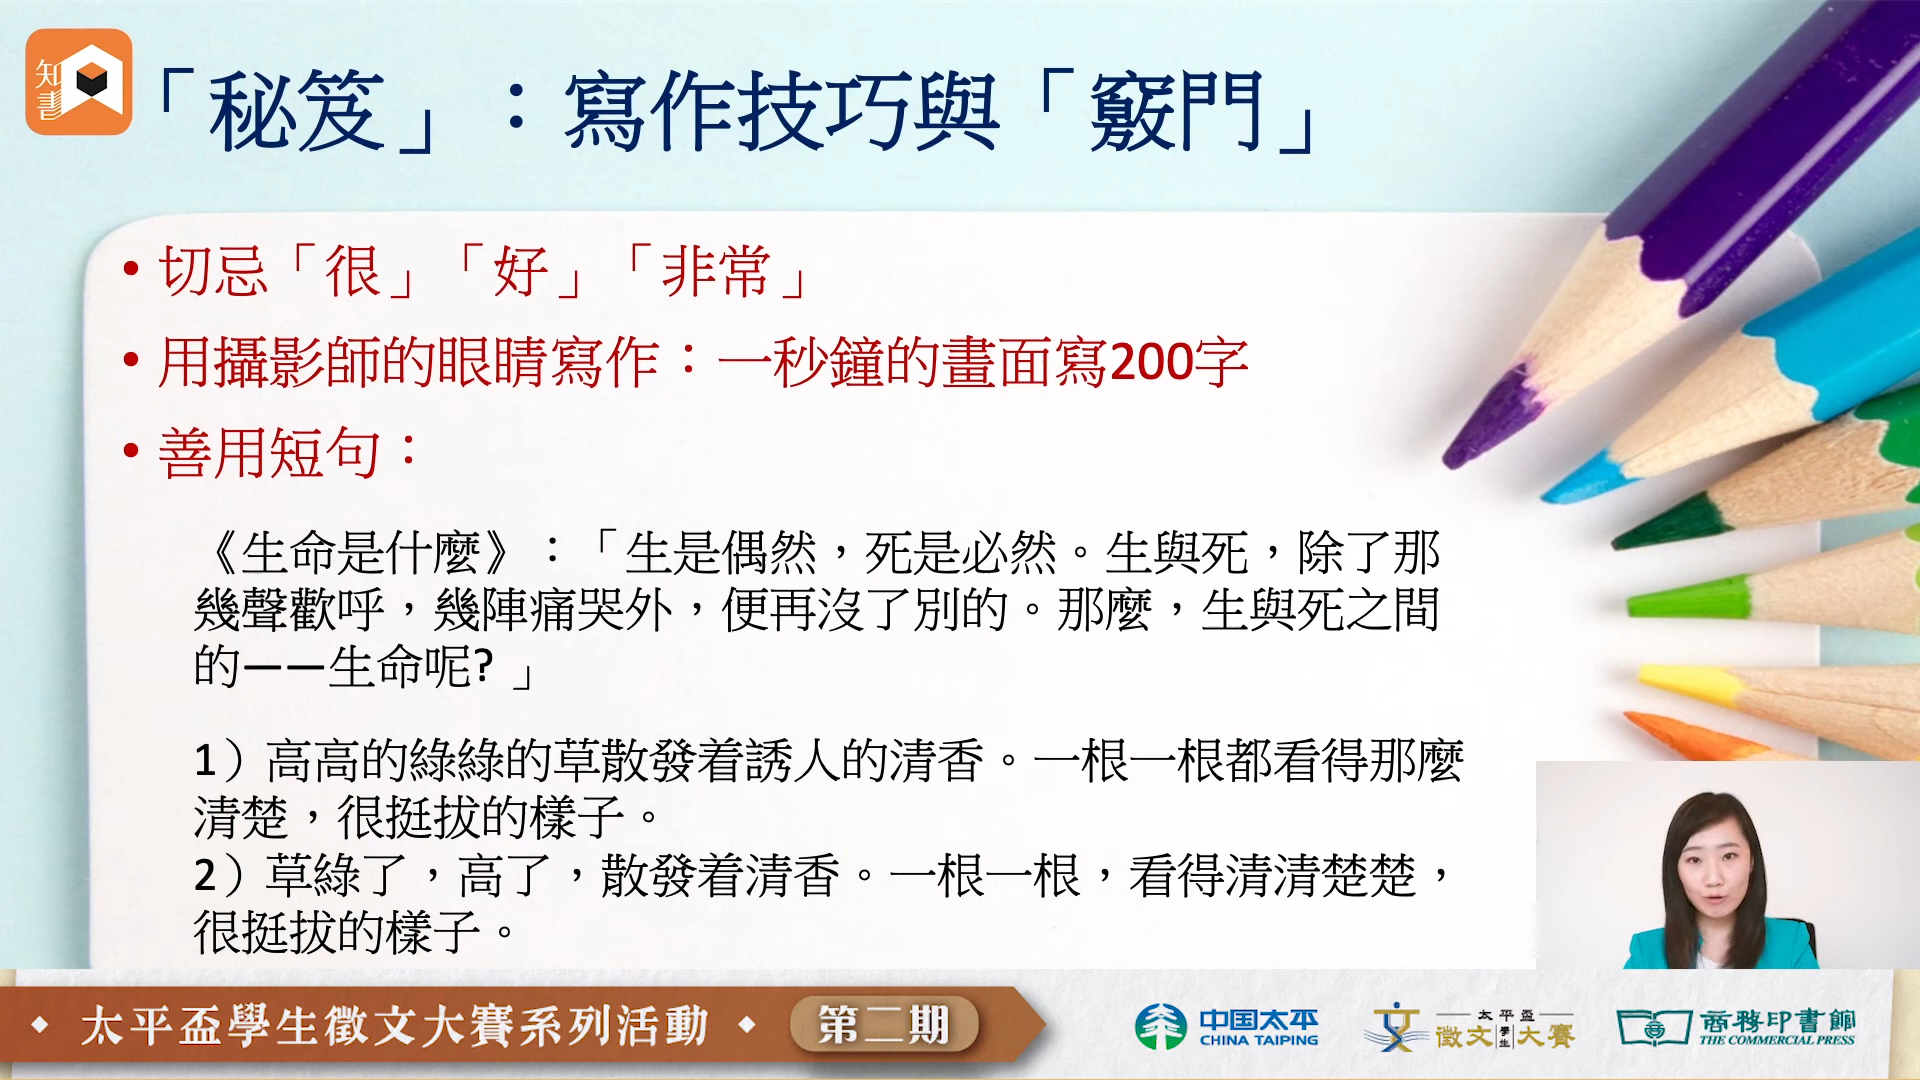 知書
「秘笈」：寫作技巧與「竅門」
• 切忌「很」「好」「非常」
• 用攝影師的眼睛寫作：一秒鐘的畫面寫200字
• 善用短句：
《生命是什麼》：「生是偶然，死是必然。生與死，除了那
幾聲歡呼，幾陣痛哭外，便再沒了別的。那麼，生與死之間
的——生命呢?」
1）高高的綠綠的草散發着誘人的清香。一根一根都看得那麼
清楚，很挺拔的樣子。
2）草綠了，高了，散發着清香。一根一根，看得清清楚楚，
很挺拔的樣子。
太平盃學生徵文大賽系列活動 第二期
中国太平
CHINA TAIPING
太平盃
徵文學生大賽
商務印書館
THE COMMERCIAL PRESS